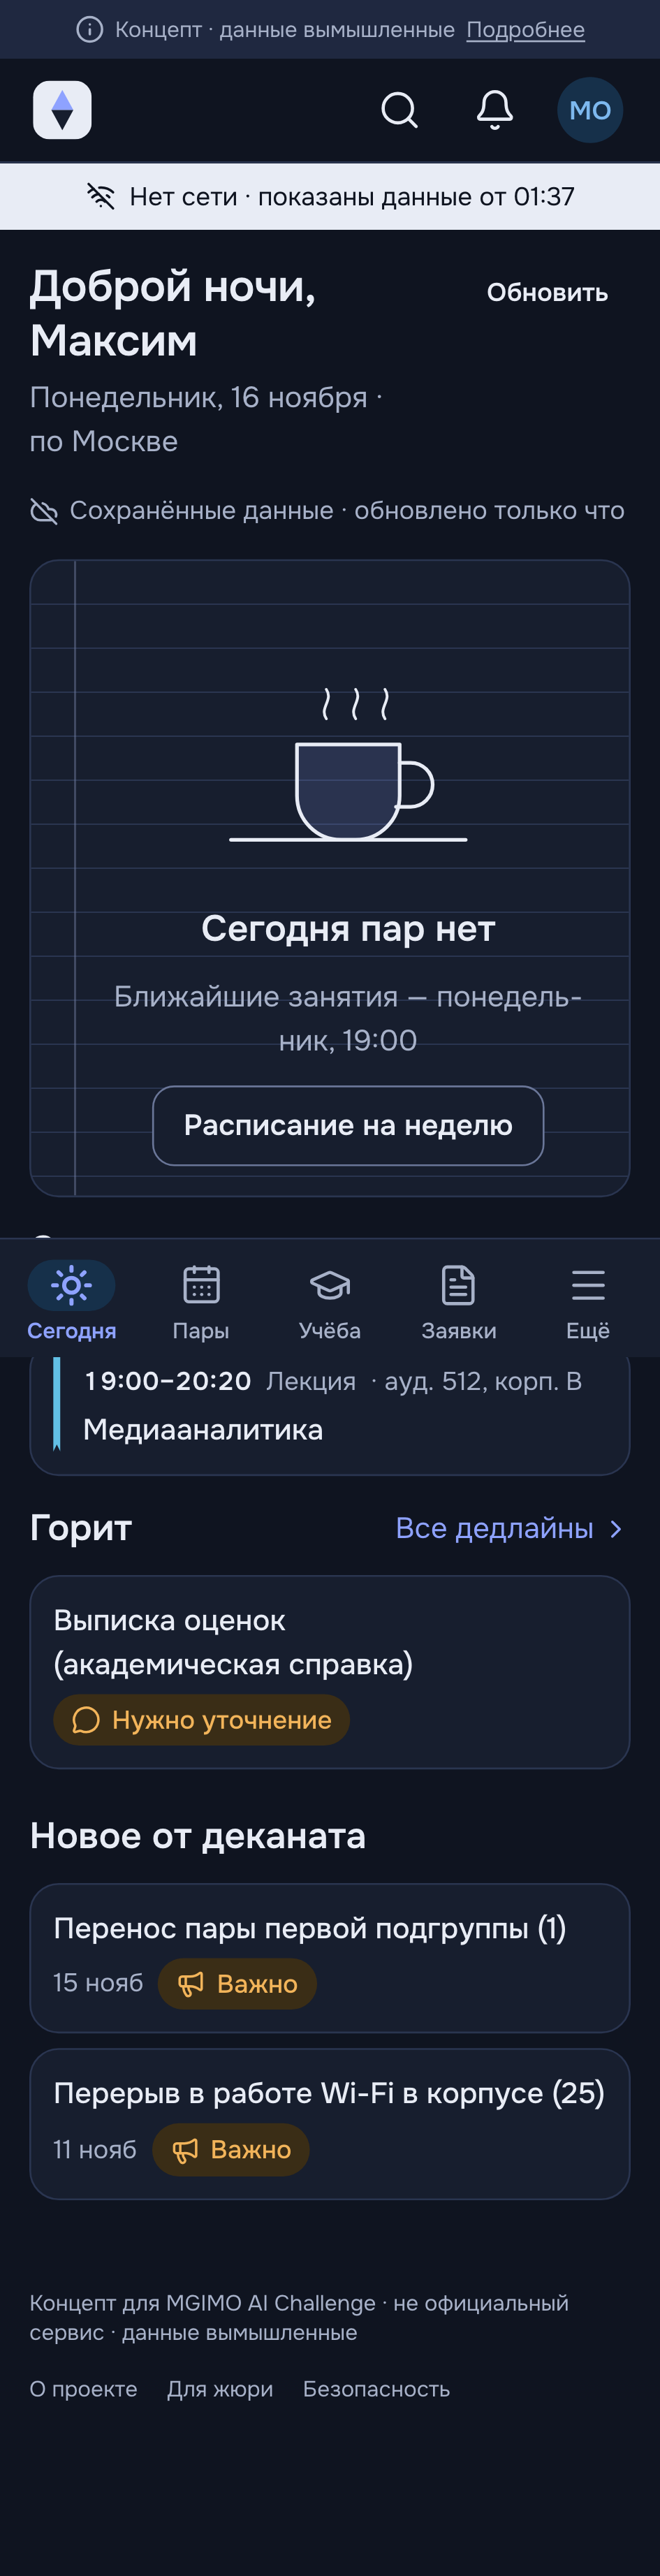 Концепт · данные вымышленные Подробнее
МО
Нет сети · показаны данные от 01:37
Доброй ночи,
Максим
Обновить
Понедельник, 16 ноября ·
по Москве
Сохранённые данные · обновлено только что
Сегодня пар нет
Ближайшие занятия — понедель-
ник, 19:00
Расписание на неделю
Сегодня Пары Учёба Заявки Ещё
19:00–20:20 Лекция · ауд. 512, корп. В
Медиааналитика
Горит
Все дедлайны
Выписка оценок
(академическая справка)
Нужно уточнение
Новое от деканата
Перенос пары первой подгруппы (1)
15 нояб Важно
Перерыв в работе Wi-Fi в корпусе (25)
11 нояб Важно
Концепт для MGIMO AI Challenge · не официальный
сервис · данные вымышленные
О проекте Для жюри Безопасность